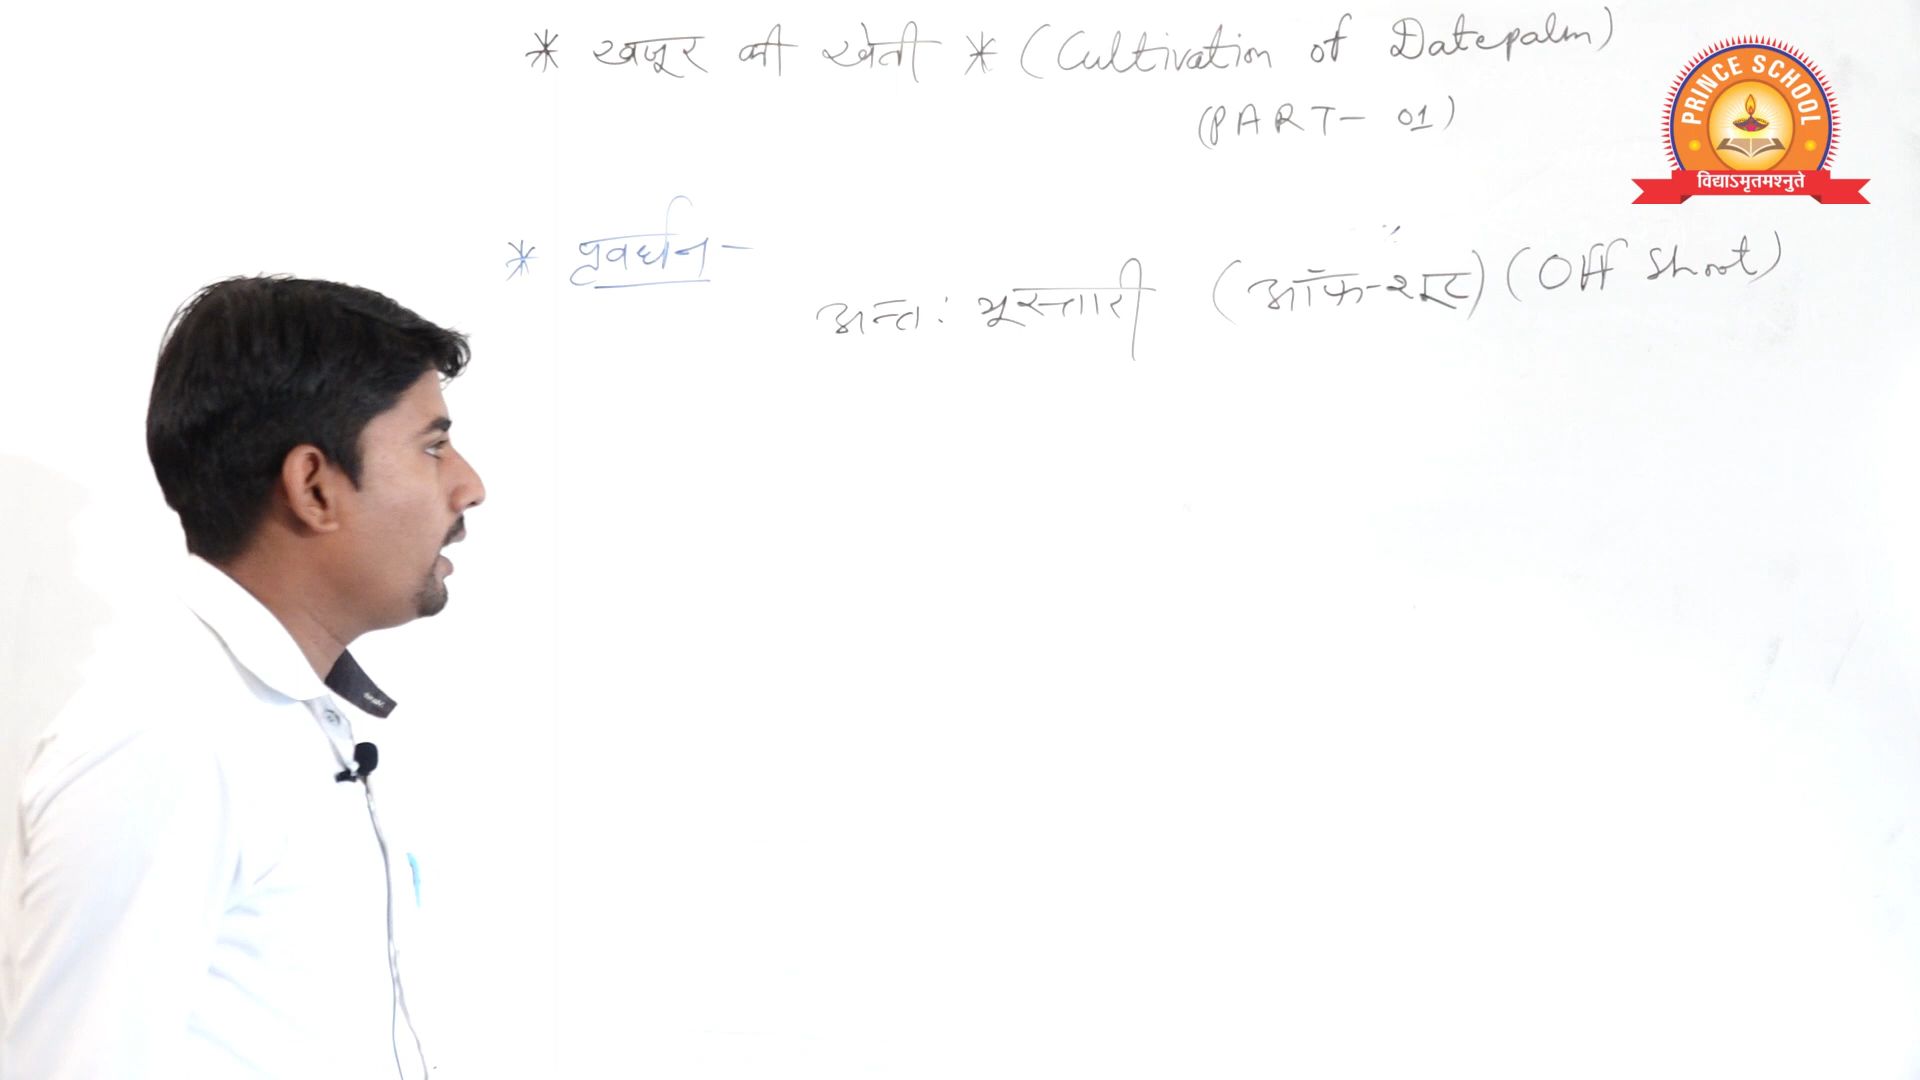 * खजूर की खेती * (Cultivation of Datepalm)
(PART- 01)
PRINCE SCHOOL
विद्याऽमृतमश्नुते
* प्रवर्धन -
अन्तः भूस्तारी (ऑफ-शूट) (Off Shoot)